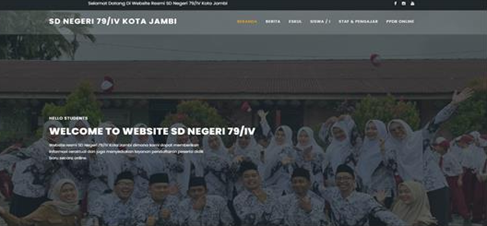 Selamat Datang Di Website Resmi SD Negeri 79/IV Kota Jambi
SD NEGERI 79/IV KOTA JAMBI
BERANDA BERITA ESKUL SISWA / I STAF & PENGAJAR PPDB ONLINE
HELLO STUDENTS
WELCOME TO WEBSITE SD NEGERI 79/IV
Website resmi SD Negeri 79/IV Kota Jambi dimana kami dapat memberikan
informasi seputar dan juga menyediakan layanan pendaftaran peserta didik
baru secara online